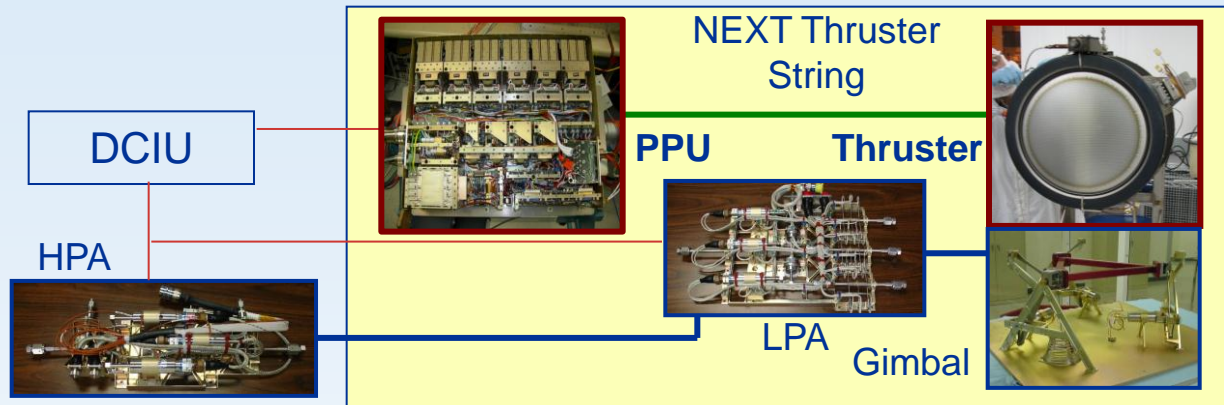 NEXT Thruster
String
DCIU
PPU
Thruster
HPA
LPA
Gimbal